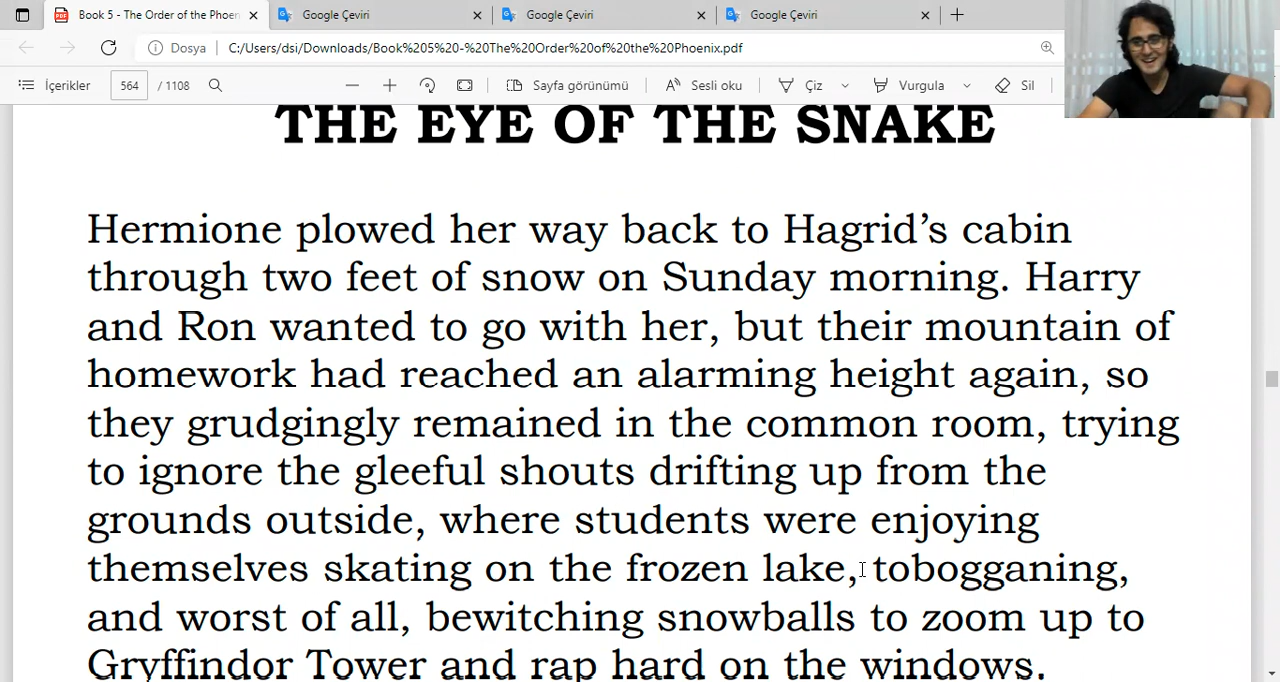 Book 5 - The Order of the Phoen
Google Çeviri
Google Çeviri
Google Çeviri
Dosya
C:/Users/dsi/Downloads/Book%205%20-%20The%20Order%20of%20the%20Phoenix.pdf
İçerikler
564
/ 1108
Sayfa görünümü
Sesli oku
Çiz
Vurgula
Sil
THE EYE OF THE SNAKE
Hermione plowed her way back to Hagrid’s cabin
through two feet of snow on Sunday morning. Harry
and Ron wanted to go with her, but their mountain of
homework had reached an alarming height again, so
they grudgingly remained in the common room, trying
to ignore the gleeful shouts drifting up from the
grounds outside, where students were enjoying
themselves skating on the frozen lake, tobogganing,
and worst of all, bewitching snowballs to zoom up to
Gryffindor Tower and rap hard on the windows.